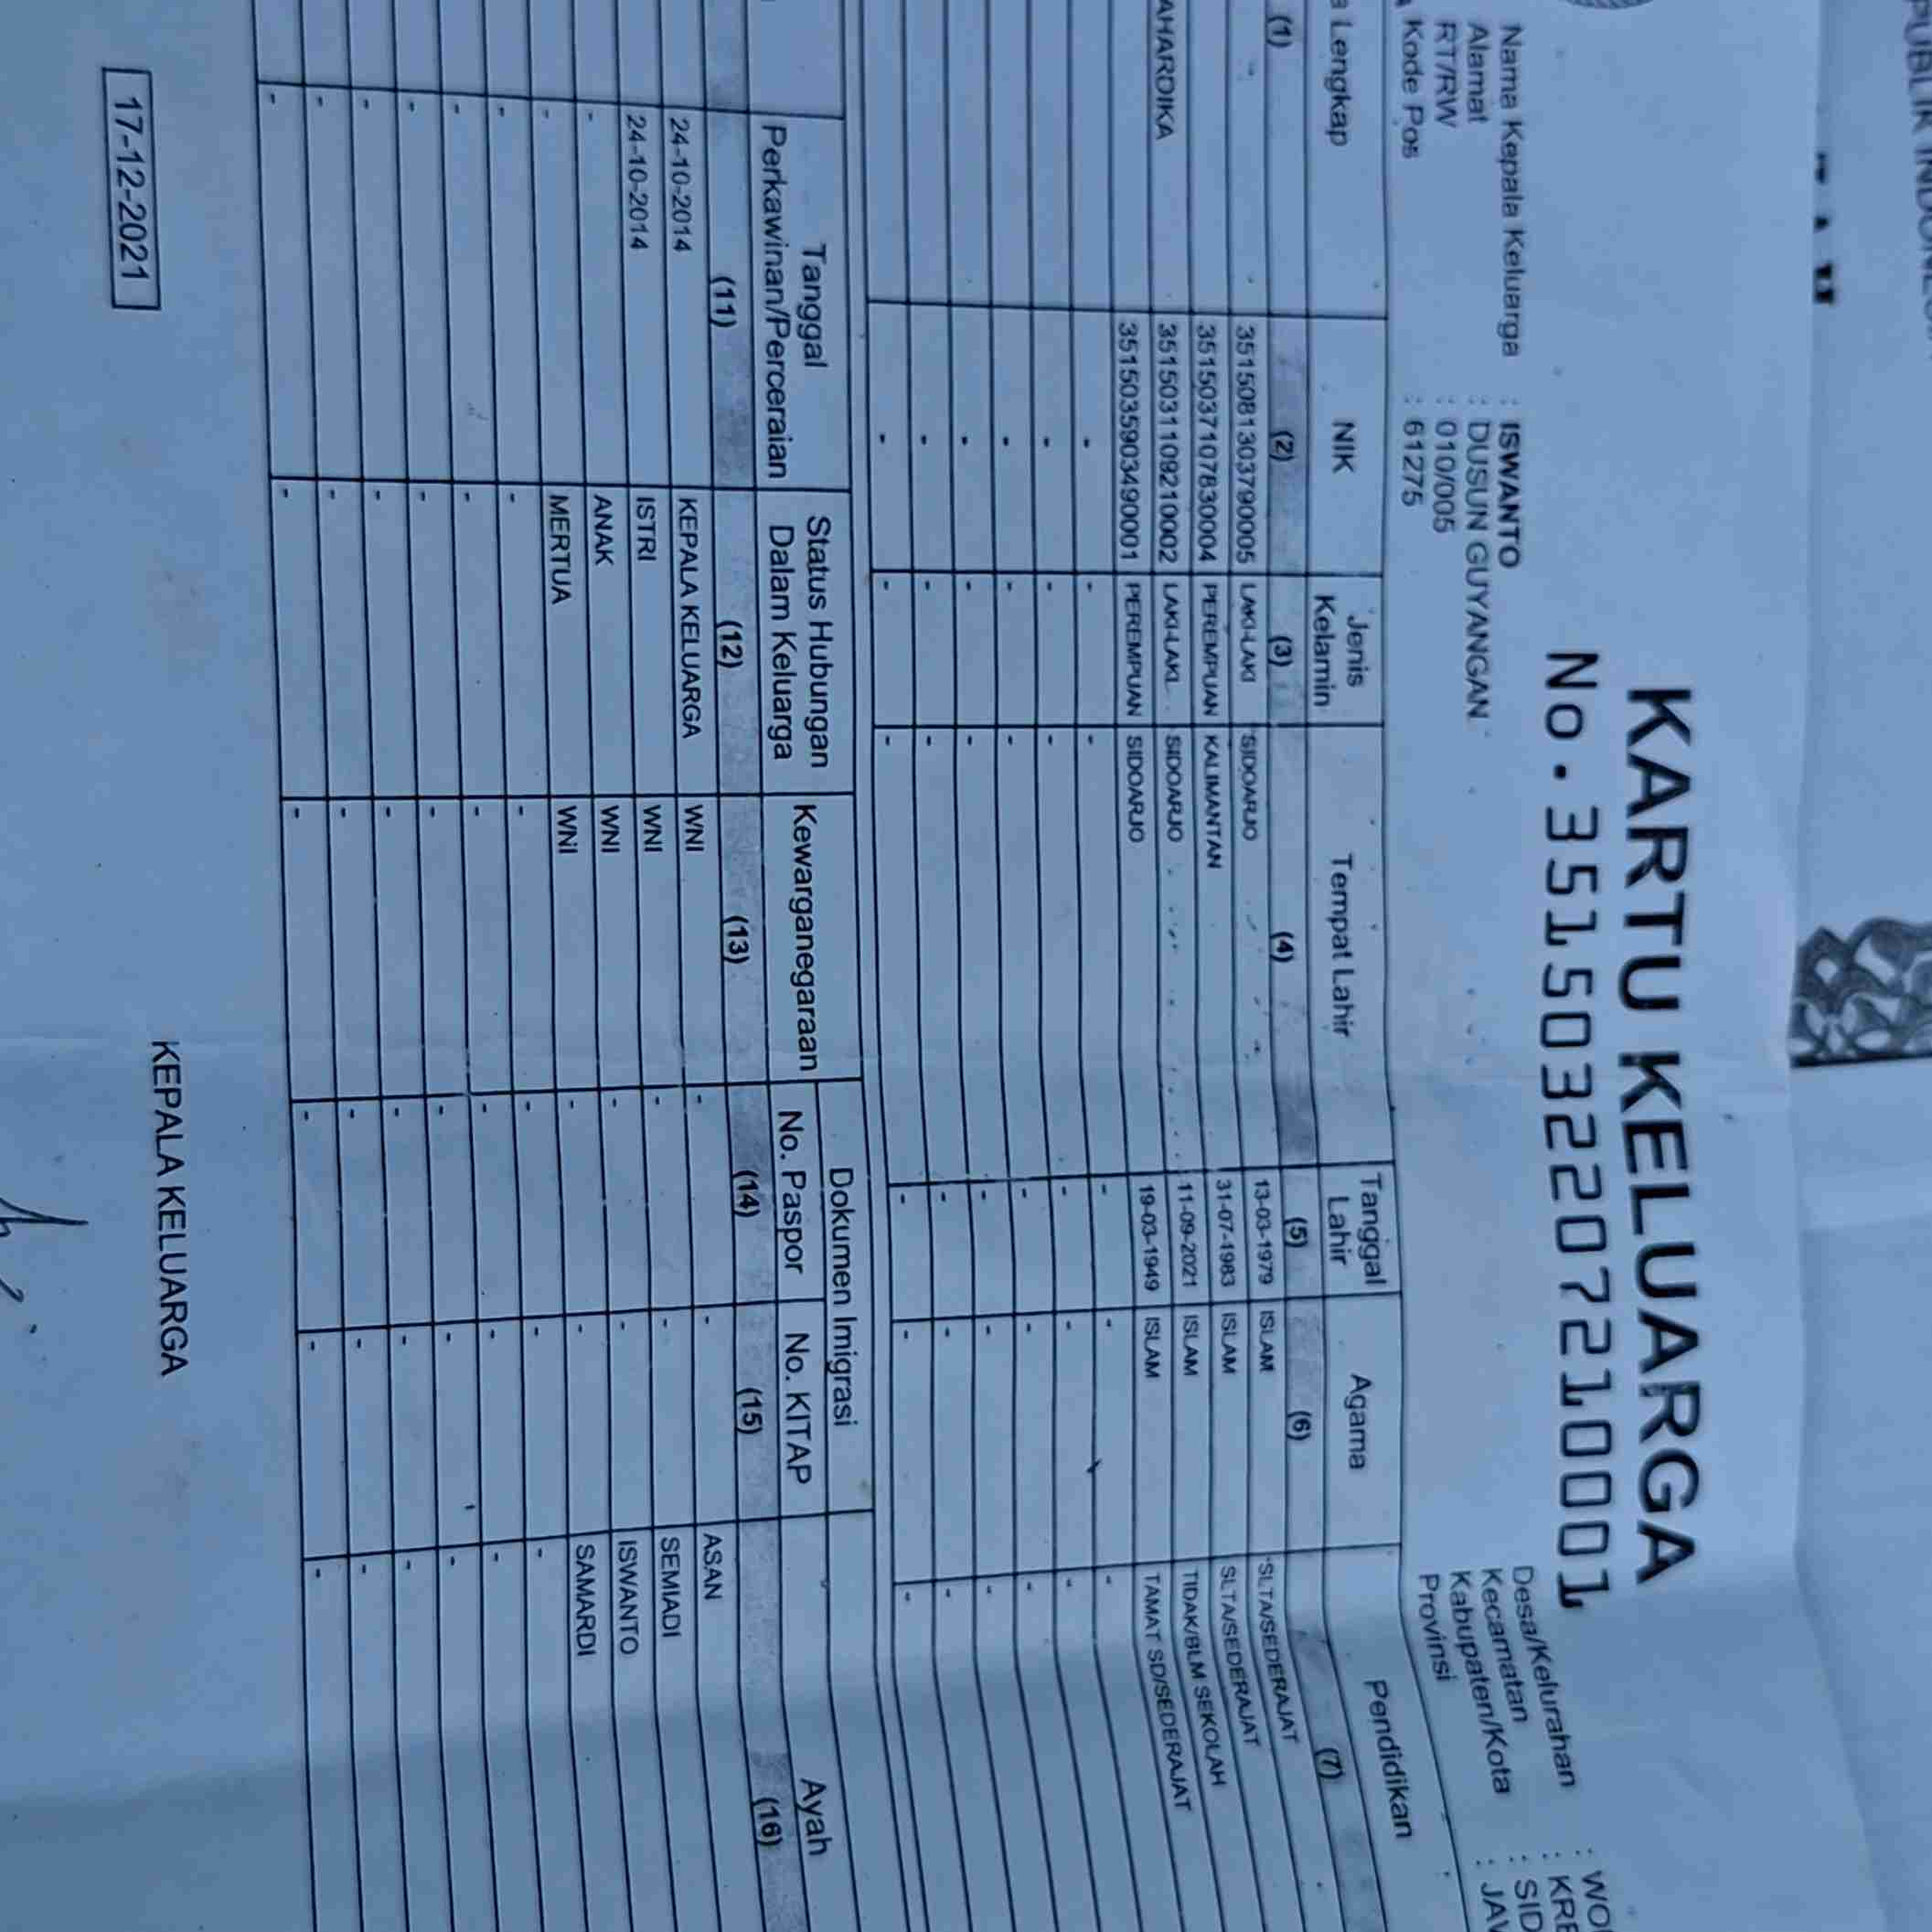 KARTU KELUARGA
No. 3515032207210001
Nama Kepala Keluarga : ISWANTO
Alamat : DUSUN GUYANGAN
RT/RW : 010/005
Kode Pos : 61275
Desa/Kelurahan :
Kecamatan :
Kabupaten/Kota :
Provinsi :
Lengkap NIK Jenis Kelamin Tempat Lahir Tanggal Lahir Agama Pendidikan
(1) (2) (3) (4) (5) (6) (7)
3515081303790005 LAKI-LAKI SIDOARJO 13-03-1979 ISLAM SLTA/SEDERAJAT
3515037107830004 PEREMPUAN KALIMANTAN 31-07-1983 ISLAM SLTA/SEDERAJAT
AHARDIKA 3515031109210002 LAKI-LAKI SIDOARJO 11-09-2021 ISLAM TIDAK/BLM SEKOLAH
3515035903490001 PEREMPUAN SIDOARJO 19-03-1949 ISLAM TAMAT SD/SEDERAJAT
- - - - - -
- - - - - -
- - - - - -
- - - - - -
- - - - - -
- - - - - -
Tanggal Perkawinan/Perceraian Status Hubungan Dalam Keluarga Kewarganegaraan Dokumen Imigrasi
No. Paspor No. KITAP Ayah
(11) (12) (13) (14) (15) (16)
24-10-2014 KEPALA KELUARGA WNI - - ASAN
24-10-2014 ISTRI WNI - - SEMIADI
- ANAK WNI - - ISWANTO
- MERTUA WNI - - SAMARDI
- - - - - -
- - - - - -
- - - - - -
- - - - - -
- - - - - -
- - - - - -
17-12-2021
KEPALA KELUARGA